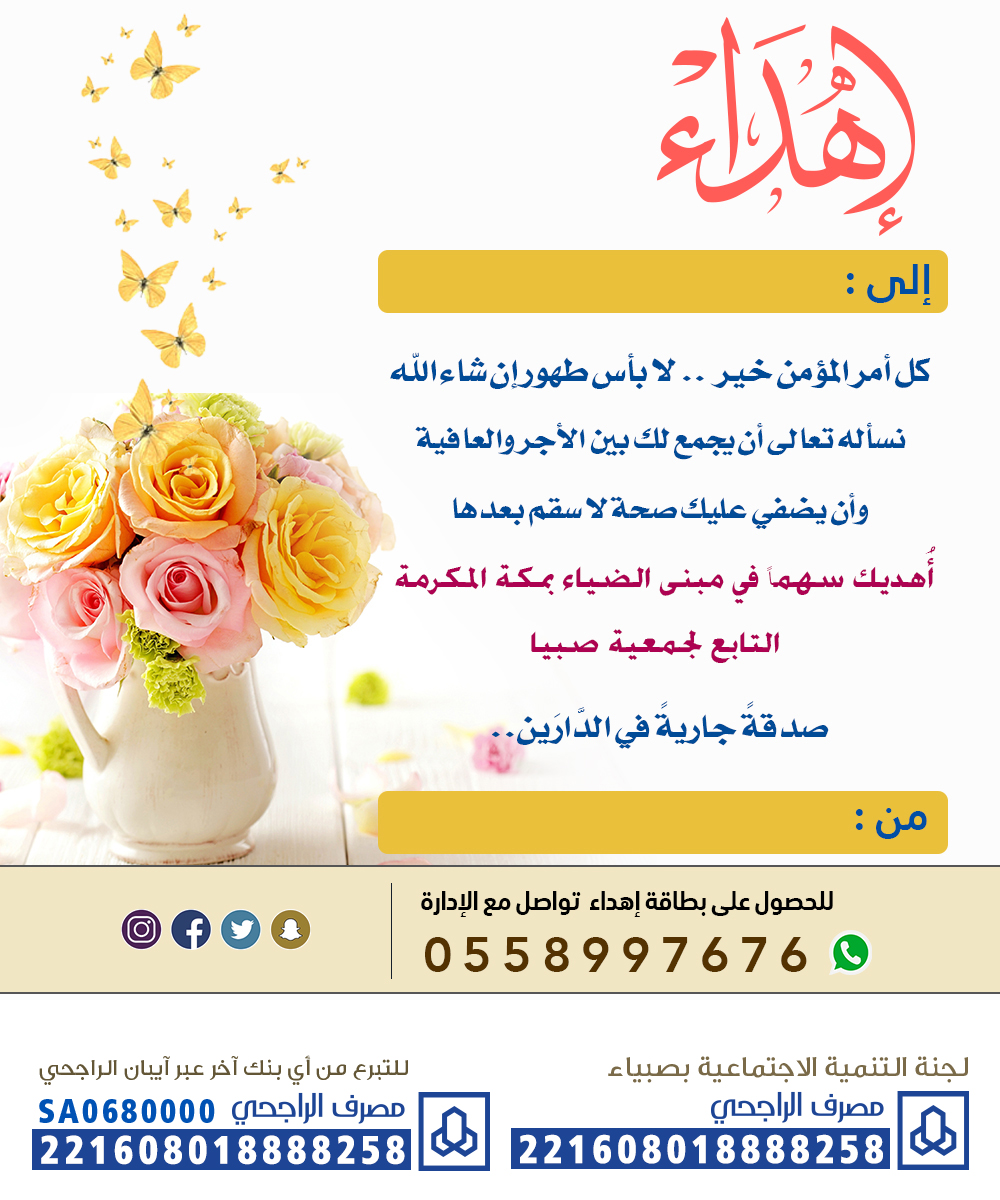 إهُدَاَء
إلى :
كل أمر المؤمن خير .. لا بأس طهور إن شاء الله
نسأله تعالى أن يجمع لك بين الأجر والعافية
وأن يضفي عليك صحة لا سقم بعدها
أُهديك سهماً في مبنى الضياء بمكة المكرمة
التابع لجمعية صبيا
صدقةً جاريةً في الدَّارَين..
من :
للحصول على بطاقة إهداء تواصل مع الإدارة
0558997676
لجنة التنمية الاجتماعية بصبياء
مصرف الراجحي
221608018888258
للتبرع من أي بنك آخر عبر آيبان الراجحي
مصرف الراجحي SA0680000
221608018888258